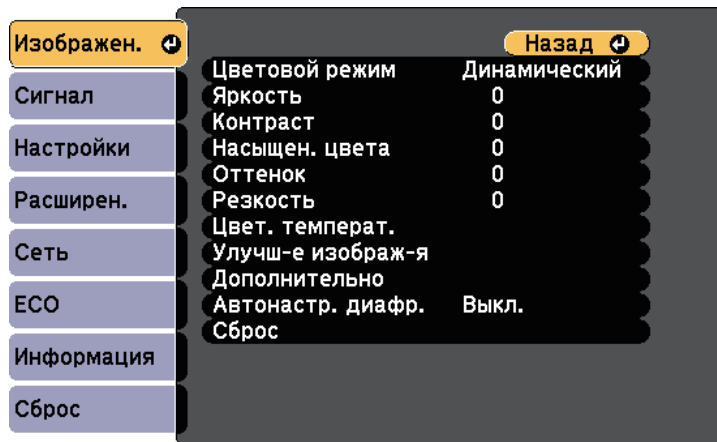 Изображен.
Сигнал
Настройки
Расширен.
Сеть
ECO
Информация
Сброс
Назад
Цветовой режим Динамический
Яркость 0
Контраст 0
Насыщен. цвета 0
Оттенок 0
Резкость 0
Цвет. температ.
Улучш-е изображ-я
Дополнительно
Автонастр. диафр. Выкл.
Сброс